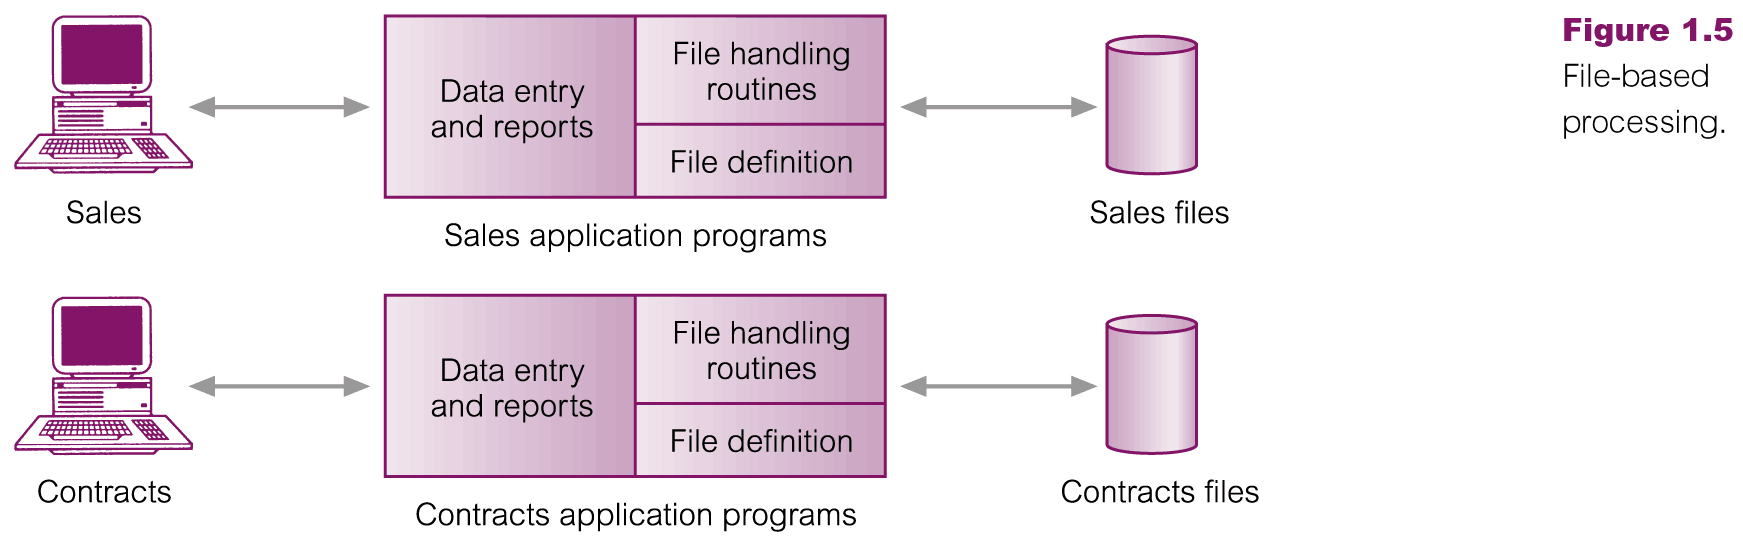 Figure 1.5
File-based
processing.
Data entry
and reports
File handling
routines
File definition
Sales
Sales application programs
Sales files
Data entry
and reports
File handling
routines
File definition
Contracts
Contracts application programs
Contracts files